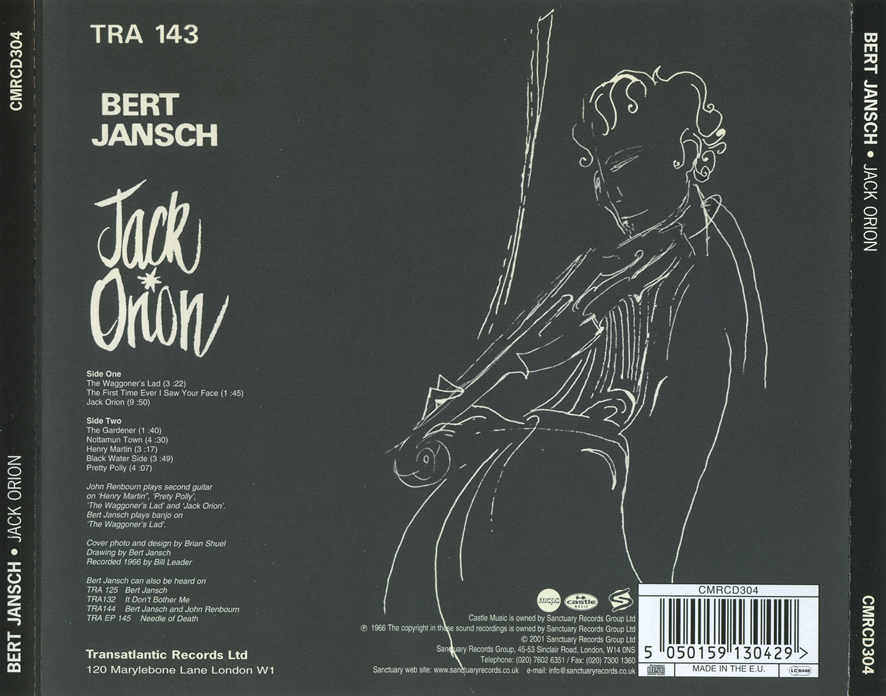 CMRCD304
BERT JANSCH • JACK ORION
TRA 143
BERT
JANSCH
Jack
Orion
Side One
The Waggoner's Lad (3 :22)
The First Time Ever I Saw Your Face (1 :45)
Jack Orion (9 :50)
Side Two
The Gardener (1 :40)
Nottamun Town (4 :30)
Henry Martin (3 :17)
Black Water Side (3 :49)
Pretty Polly (4 :07)
John Renbourn plays second guitar
on 'Henry Martin", 'Prety Polly'.
'The Waggoner's Lad' and 'Jack Orion'.
Bert Jansch plays banjo on
'The Waggoner's Lad'.
Cover photo and design by Brian Shuel
Drawing by Bert Jansch
Recorded 1966 by Bill Leader
Bert Jansch can also be heard on
TRA 125 Bert Jansch
TRA132 It Don't Bother Me
TRA144 Bert Jansch and John Renbourn
TRA EP 145 Needle of Death
Transatlantic Records Ltd
120 Marylebone Lane London W1
mcps
castle
MUSIC
S
Castle Music is owned by Sanctuary Records Group Ltd
℗ 1966 The copyright in these sound recordings is owned by Sanctuary Records Group Ltd
© 2001 Sanctuary Records Group Ltd
Sanctuary Records Group, 45-53 Sinclair Road, London, W14 0NS
Telephone: (020) 7602 6351 / Fax: (020) 7300 1360
Sanctuary web site: www.sanctuaryrecords.co.uk e-mail: info@sanctuaryrecords.co.uk
CMRCD304
5 050159 130429 >
MADE IN THE E.U.
LC 6448
BERT JANSCH • JACK ORION
CMRCD304